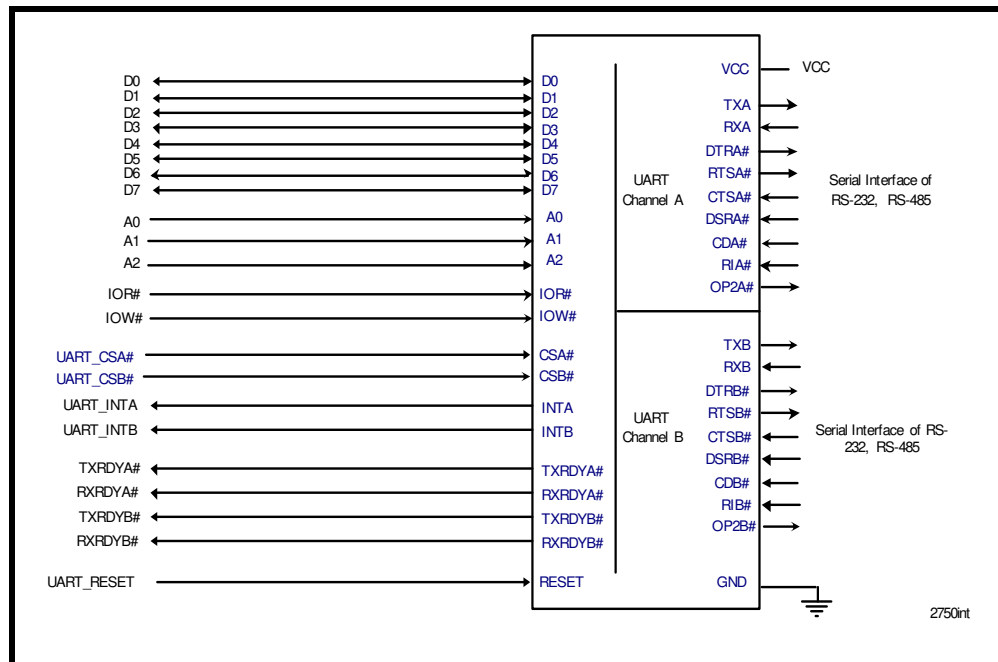 D0 D0
D1 D1
D2 D2
D3 D3
D4 D4
D5 D5
D6 D6
D7 D7
A0 A0
A1 A1
A2 A2
IOR# IOR#
IOW# IOW#
UART_CSA# CSA#
UART_CSB# CSB#
UART_INTA INTA
UART_INTB INTB
TXRDYA# TXRDYA#
RXRDYA# RXRDYA#
TXRDYB# TXRDYB#
RXRDYB# RXRDYB#
UART_RESET RESET
UART
Channel A
UART
Channel B
VCC VCC
TXA
RXA
DTRA#
RTSA#
CTSA#
DSRA#
CDA#
RIA#
OP2A#
Serial Interface of
RS-232, RS-485
TXB
RXB
DTRB#
RTSB#
CTSB#
DSRB#
CDB#
RIB#
OP2B#
Serial Interface of RS-
232, RS-485
GND
2750int